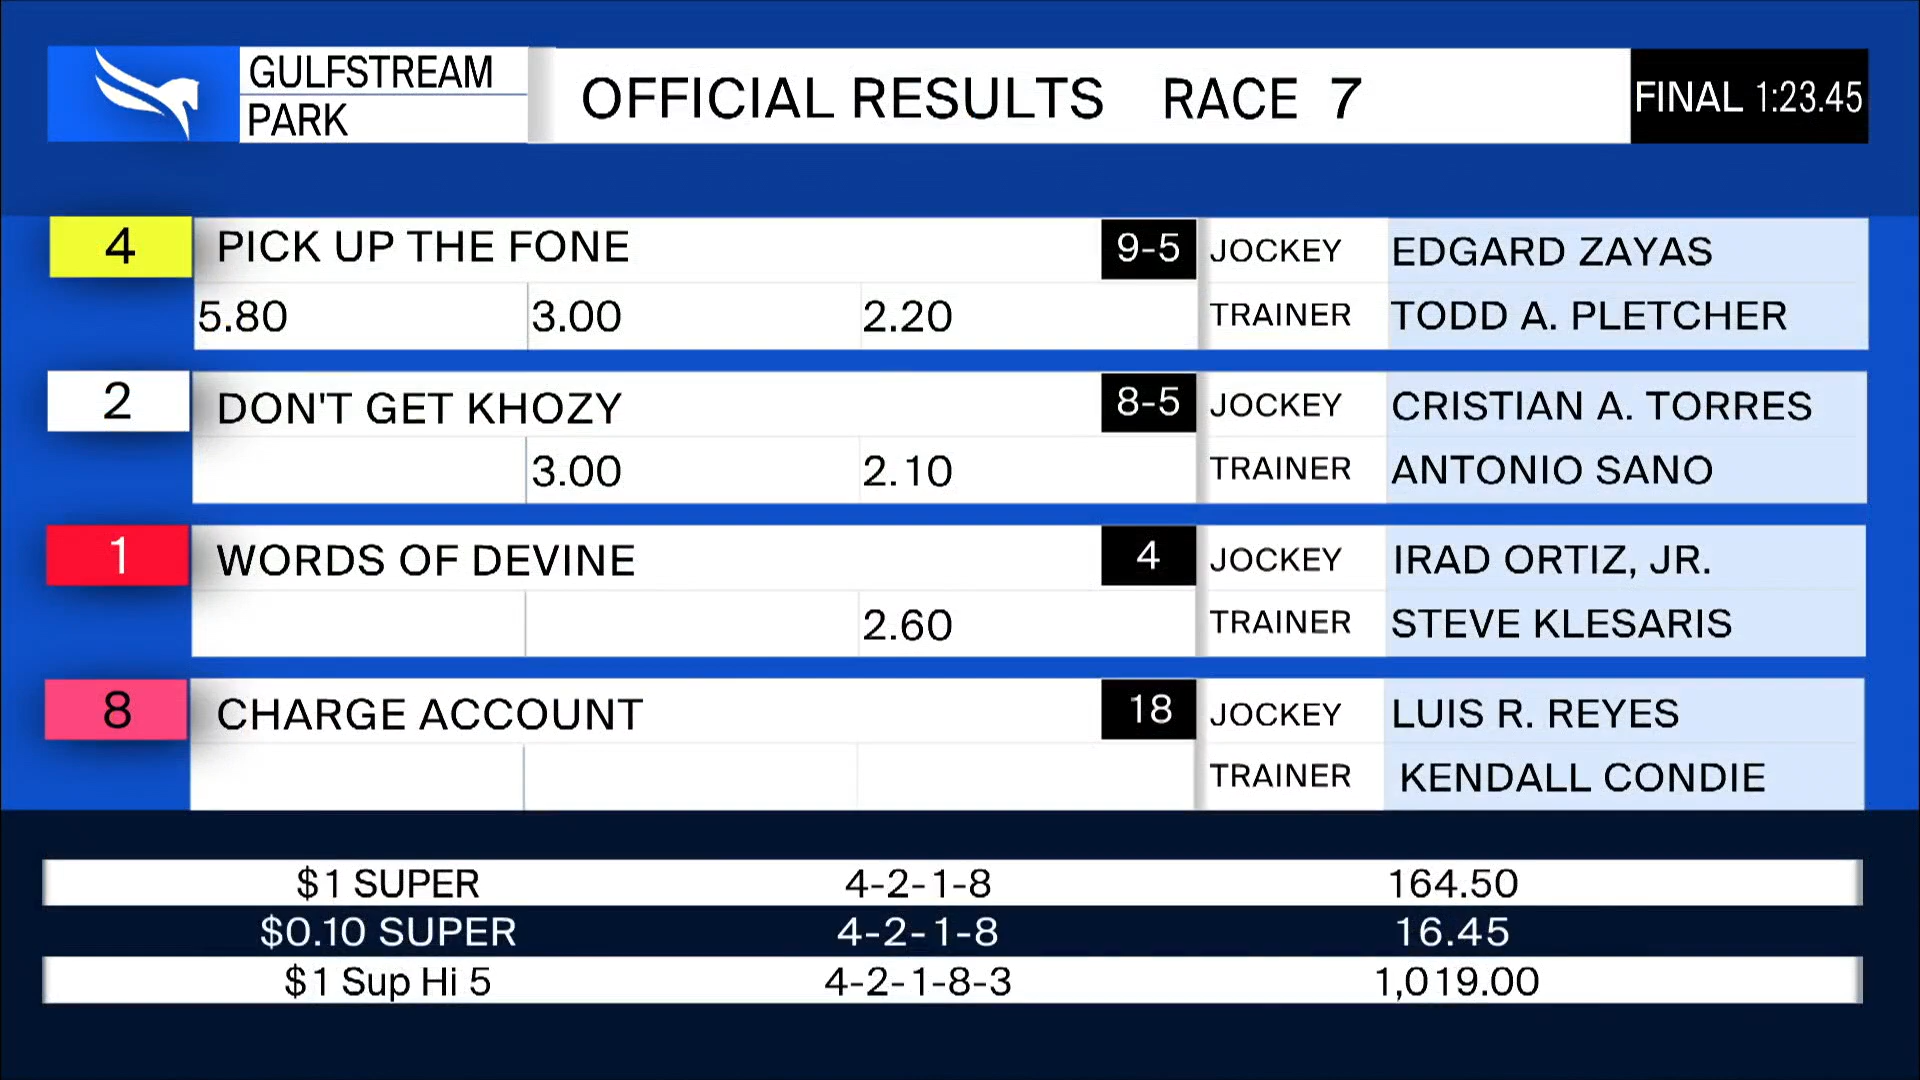 GULFSTREAM
PARK
OFFICIAL RESULTS RACE 7
FINAL 1:23.45
4 PICK UP THE FONE 9-5 JOCKEY EDGARD ZAYAS
5.80 3.00 2.20 TRAINER TODD A. PLETCHER
2 DON'T GET KHOZY 8-5 JOCKEY CRISTIAN A. TORRES
3.00 2.10 TRAINER ANTONIO SANO
1 WORDS OF DEVINE 4 JOCKEY IRAD ORTIZ, JR.
2.60 TRAINER STEVE KLESARIS
8 CHARGE ACCOUNT 18 JOCKEY LUIS R. REYES
TRAINER KENDALL CONDIE
$1 SUPER 4-2-1-8 164.50
$0.10 SUPER 4-2-1-8 16.45
$1 Sup Hi 5 4-2-1-8-3 1,019.00